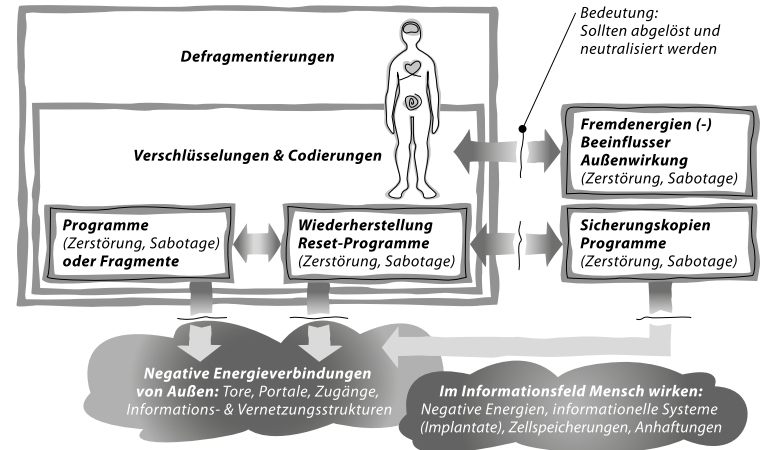 Bedeutung:
Sollten abgelöst und
neutralisiert werden
Defragmentierungen
Verschlüsselungen & Codierungen
Fremdenergien (-)
Beeinflusser
Außenwirkung
(Zerstörung, Sabotage)
Programme
(Zerstörung, Sabotage)
oder Fragmente
Wiederherstellung
Reset-Programme
(Zerstörung, Sabotage)
Sicherungskopien
Programme
(Zerstörung, Sabotage)
Negative Energieverbindungen
von Außen: Tore, Portale, Zugänge,
Informations- & Vernetzungsstrukturen
Im Informationsfeld Mensch wirken:
Negative Energien, informationelle Systeme
(Implantate), Zellspeicherungen, Anhaftungen